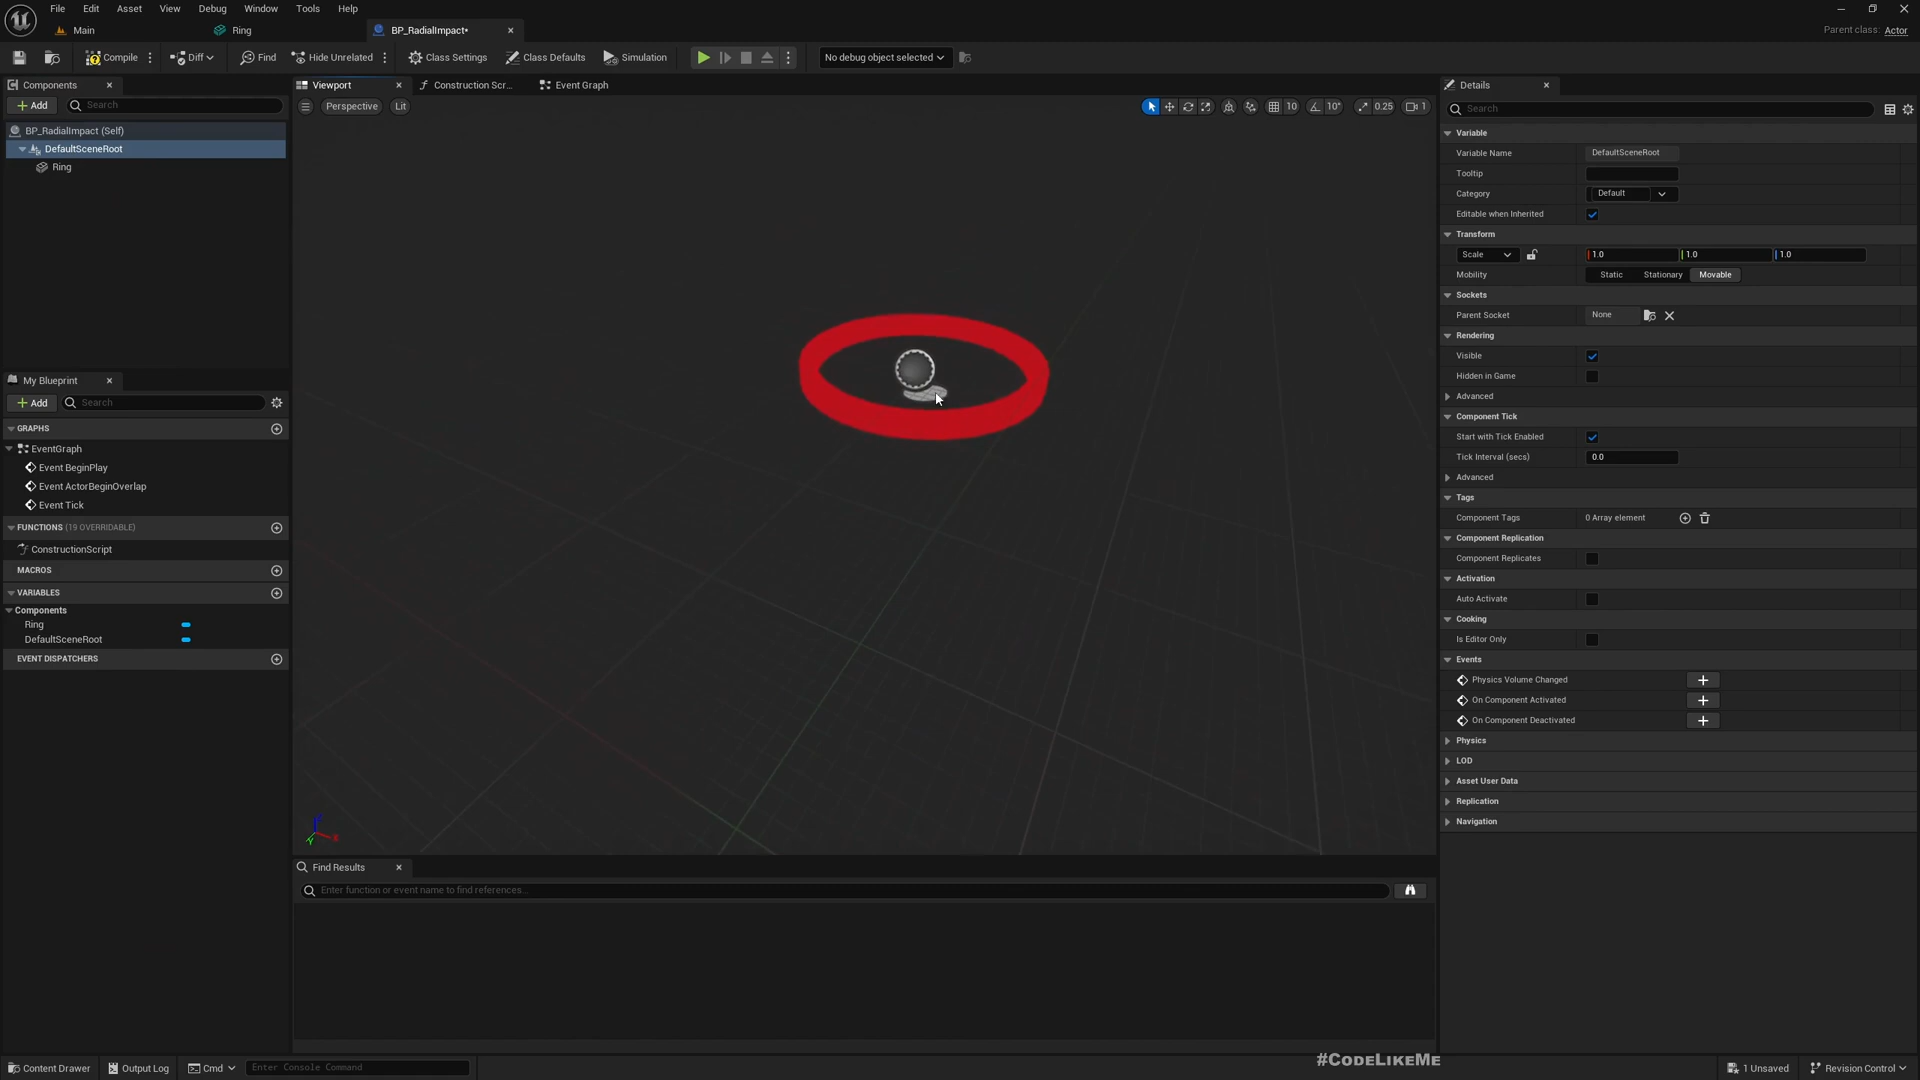 File Edit Asset View Debug Window Tools Help
Main Ring BP_RadialImpact•
Parent class: Actor
Compile Diff Find Hide Unrelated Class Settings Class Defaults Simulation No debug object selected
Components
Add Search
BP_RadialImpact (Self)
DefaultSceneRoot
Ring
My Blueprint
Add Search
GRAPHS
EventGraph
Event BeginPlay
Event ActorBeginOverlap
Event Tick
FUNCTIONS (19 OVERRIDABLE)
ConstructionScript
MACROS
VARIABLES
Components
Ring
DefaultSceneRoot
EVENT DISPATCHERS
Viewport Construction Scr... Event Graph
Perspective Lit
10 10° 0.25 1
Find Results
Enter function or event name to find references...
Details
Search
Variable
Variable Name DefaultSceneRoot
Tooltip
Category Default
Editable when Inherited
Transform
Scale 1.0 1.0 1.0
Mobility Static Stationary Movable
Sockets
Parent Socket None
Rendering
Visible
Hidden in Game
Advanced
Component Tick
Start with Tick Enabled
Tick Interval (secs) 0.0
Advanced
Tags
Component Tags 0 Array element
Component Replication
Component Replicates
Activation
Auto Activate
Cooking
Is Editor Only
Events
Physics Volume Changed
On Component Activated
On Component Deactivated
Physics
LOD
Asset User Data
Replication
Navigation
#CodeLikeMe
Content Drawer Output Log Cmd Enter Console Command
1 Unsaved Revision Control